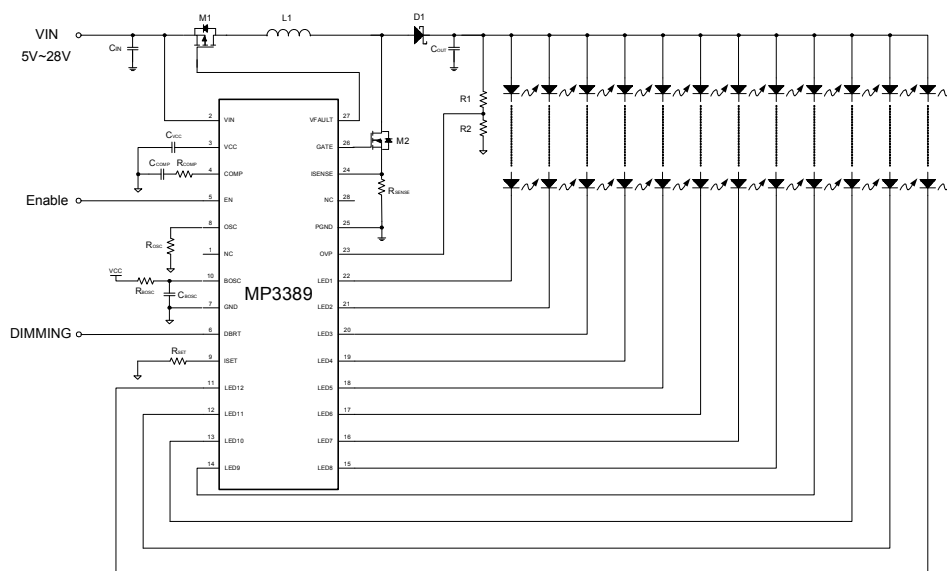 M1
L1
D1
VIN
CIN
COUT
5V~28V
R1
R2
M2
2
VIN
VFAULT
27
CVCC
3
VCC
GATE
26
CCOMP
RCOMP
4
COMP
ISENSE
24
RSENSE
Enable
5
EN
NC
28
8
OSC
PGND
25
ROSC
1
NC
OVP
23
VCC
10
BOSC
LED1
22
RBOSC
CBOSC
MP3389
7
GND
LED2
21
DIMMING
6
DBRT
LED3
20
RSET
9
ISET
LED4
19
11
LED12
LED5
18
12
LED11
LED6
17
13
LED10
LED7
16
14
LED9
LED8
15